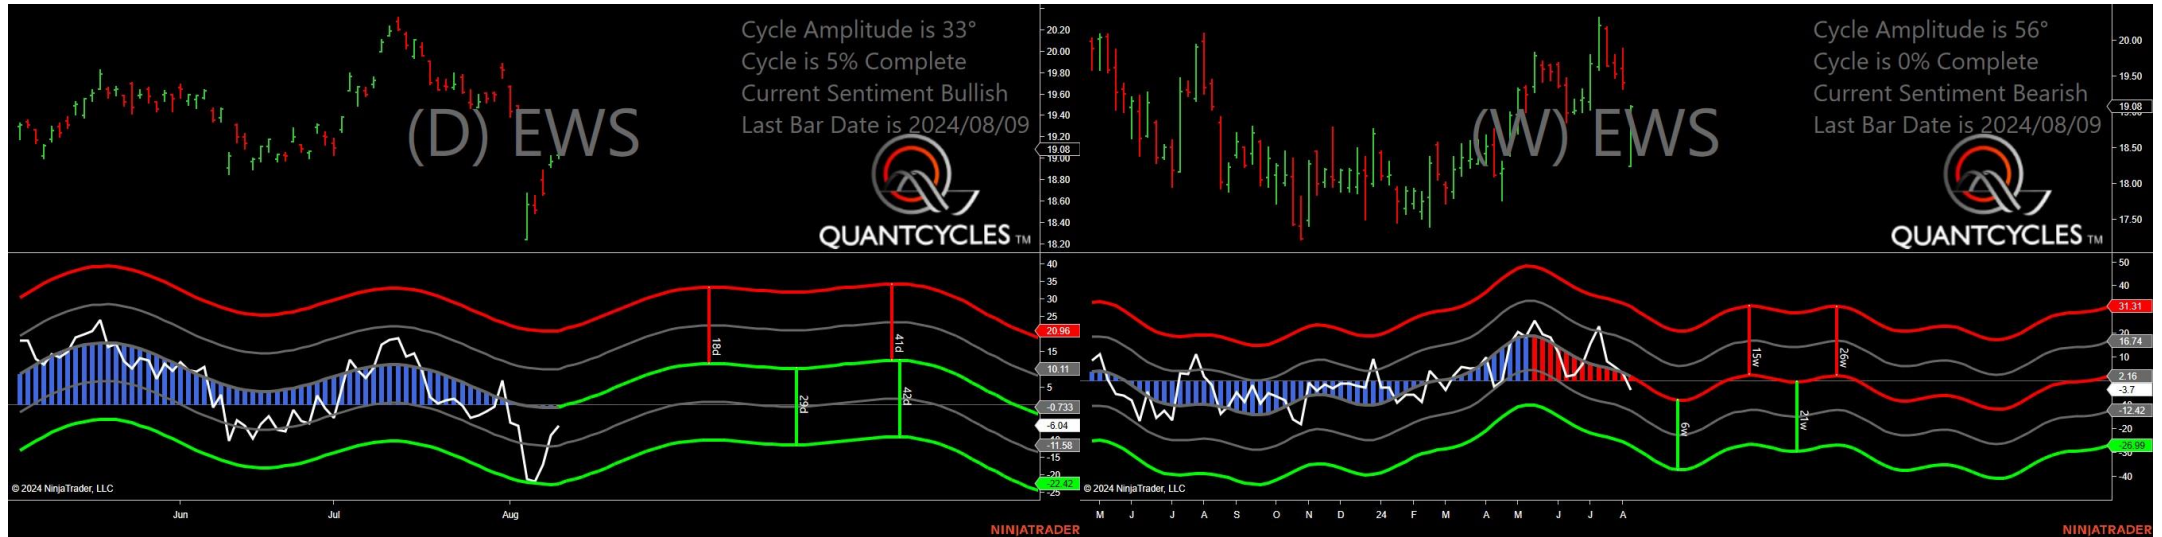 Cycle Amplitude is 33°
Cycle is 5% Complete
Current Sentiment Bullish
Last Bar Date is 2024/08/09
(D) EWS
QUANTCYCLES TM
20.20
20.00
19.80
19.60
19.40
19.20
19.08
19.00
18.80
18.60
18.40
18.20
40
35
30
25
20.96
15
10.11
5
-0.733
-6.04
-11.58
-15
-20
-22.42
-25
18d
29d
41d
42d
© 2024 NinjaTrader, LLC
Jun
Jul
Aug
NINJATRADER
Cycle Amplitude is 56°
Cycle is 0% Complete
Current Sentiment Bearish
Last Bar Date is 2024/08/09
(W) EWS
QUANTCYCLES TM
20.00
19.50
19.08
18.50
18.00
17.50
50
40
31.31
16.74
10
2.16
-3.7
-12.42
-26.99
-40
6w
15w
21w
26w
© 2024 NinjaTrader, LLC
M J J A S O N D 24 F M A M J J A
NINJATRADER